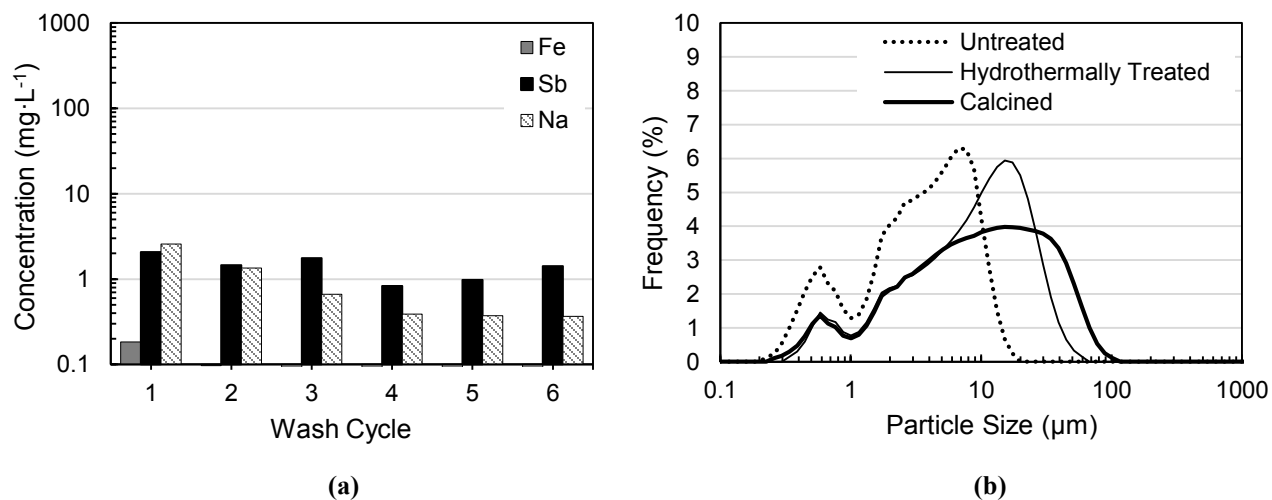 1000
100
10
1
0.1
Concentration (mg·L⁻¹)
Fe
Sb
Na
1 2 3 4 5 6
Wash Cycle
(a)
10
9
8
7
6
5
4
3
2
1
0
Frequency (%)
Untreated
Hydrothermally Treated
Calcined
0.1 1 10 100 1000
Particle Size (µm)
(b)